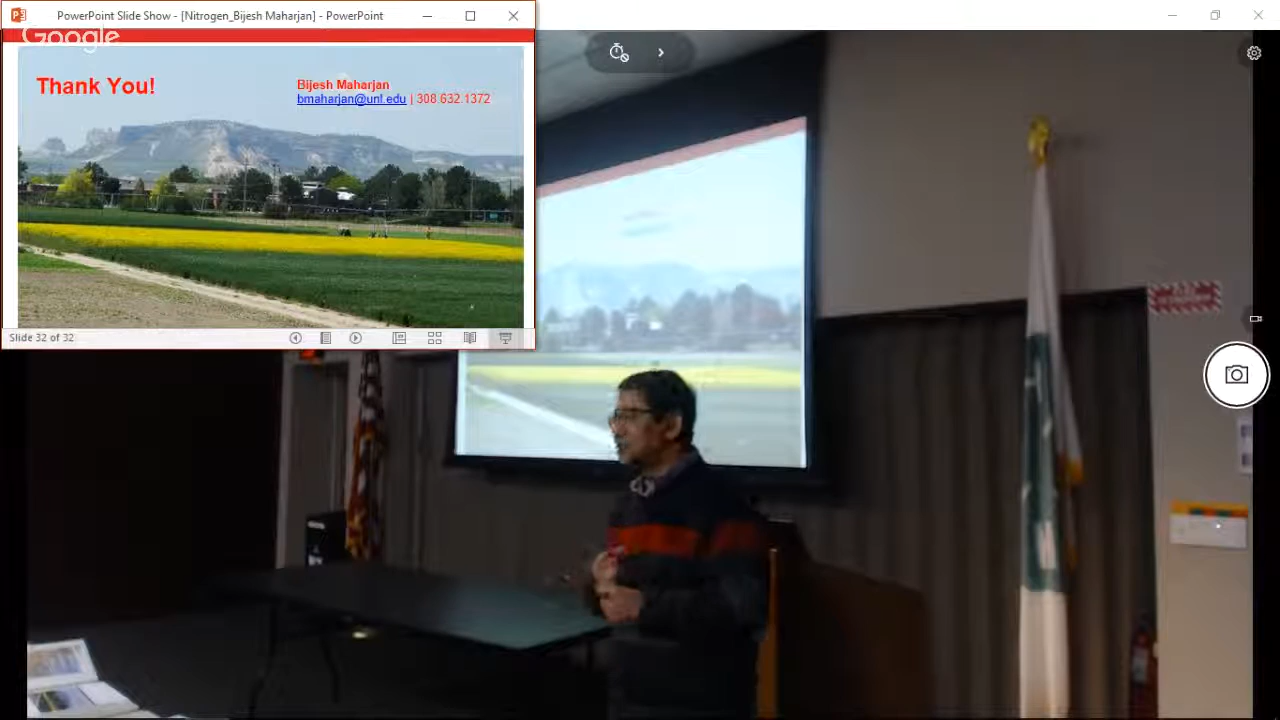 PowerPoint Slide Show - [Nitrogen_Bijesh Maharjan] - PowerPoint
Google
Thank You!
Bijesh Maharjan
bmaharjan@unl.edu | 308.632.1372
Slide 32 of 32